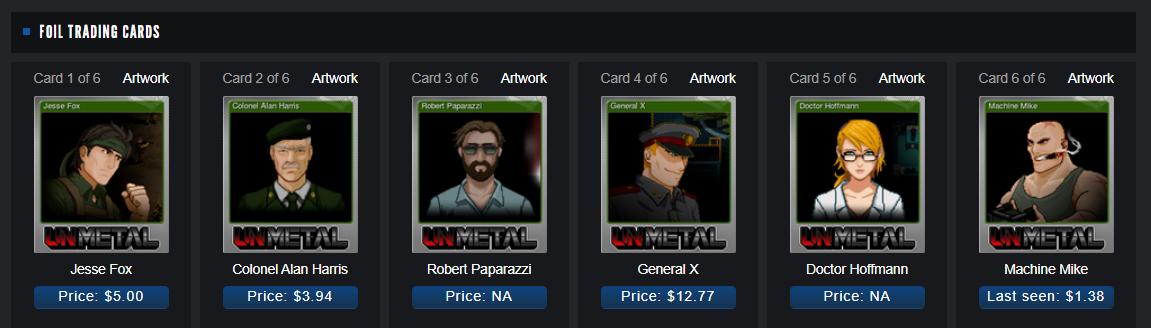 FOIL TRADING CARDS
Card 1 of 6 Artwork
Jesse Fox
UNMETAL
Jesse Fox
Price: $5.00
Card 2 of 6 Artwork
Colonel Alan Harris
UNMETAL
Colonel Alan Harris
Price: $3.94
Card 3 of 6 Artwork
Robert Paparazzi
UNMETAL
Robert Paparazzi
Price: NA
Card 4 of 6 Artwork
General X
UNMETAL
General X
Price: $12.77
Card 5 of 6 Artwork
Doctor Hoffmann
UNMETAL
Doctor Hoffmann
Price: NA
Card 6 of 6 Artwork
Machine Mike
UNMETAL
Machine Mike
Last seen: $1.38